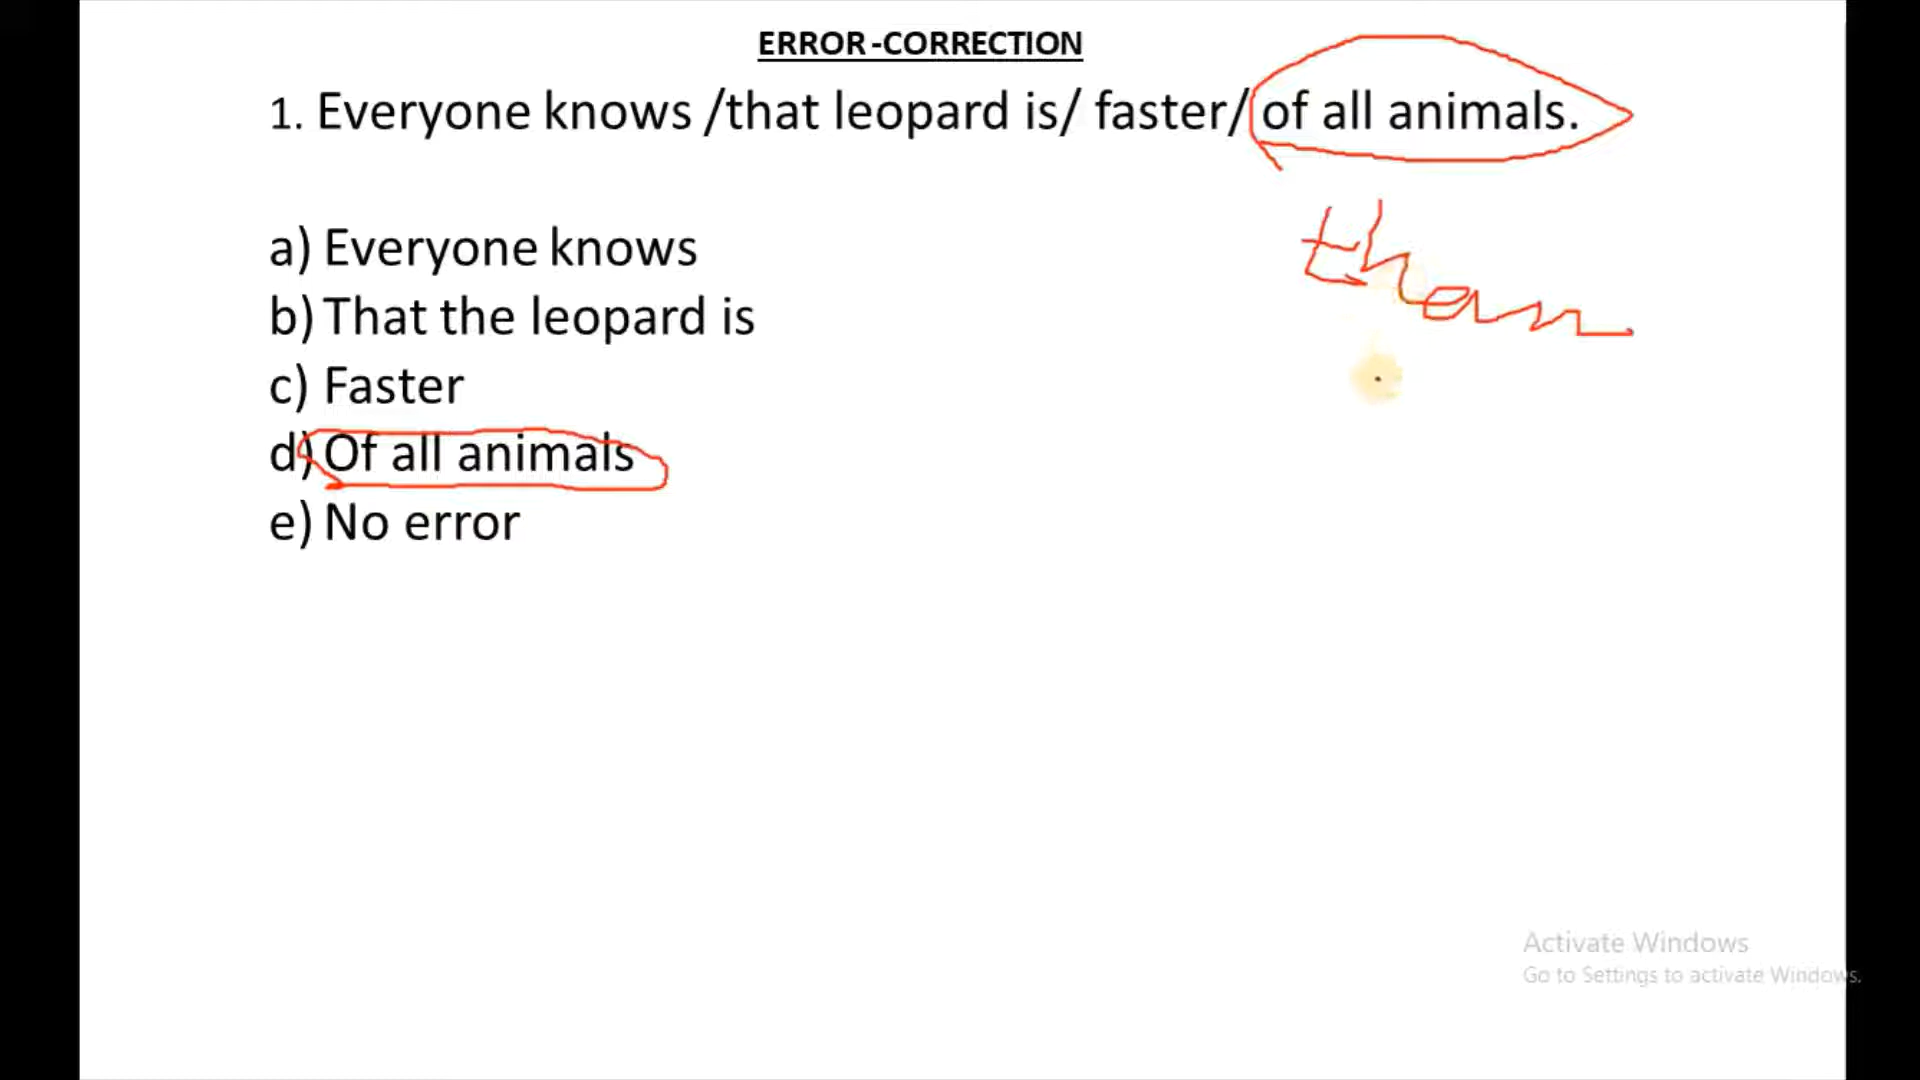 ERROR-CORRECTION
1. Everyone knows /that leopard is/ faster/ of all animals.
than
a) Everyone knows
b) That the leopard is
c) Faster
d) Of all animals
e) No error
Activate Windows
Go to Settings to activate Windows.